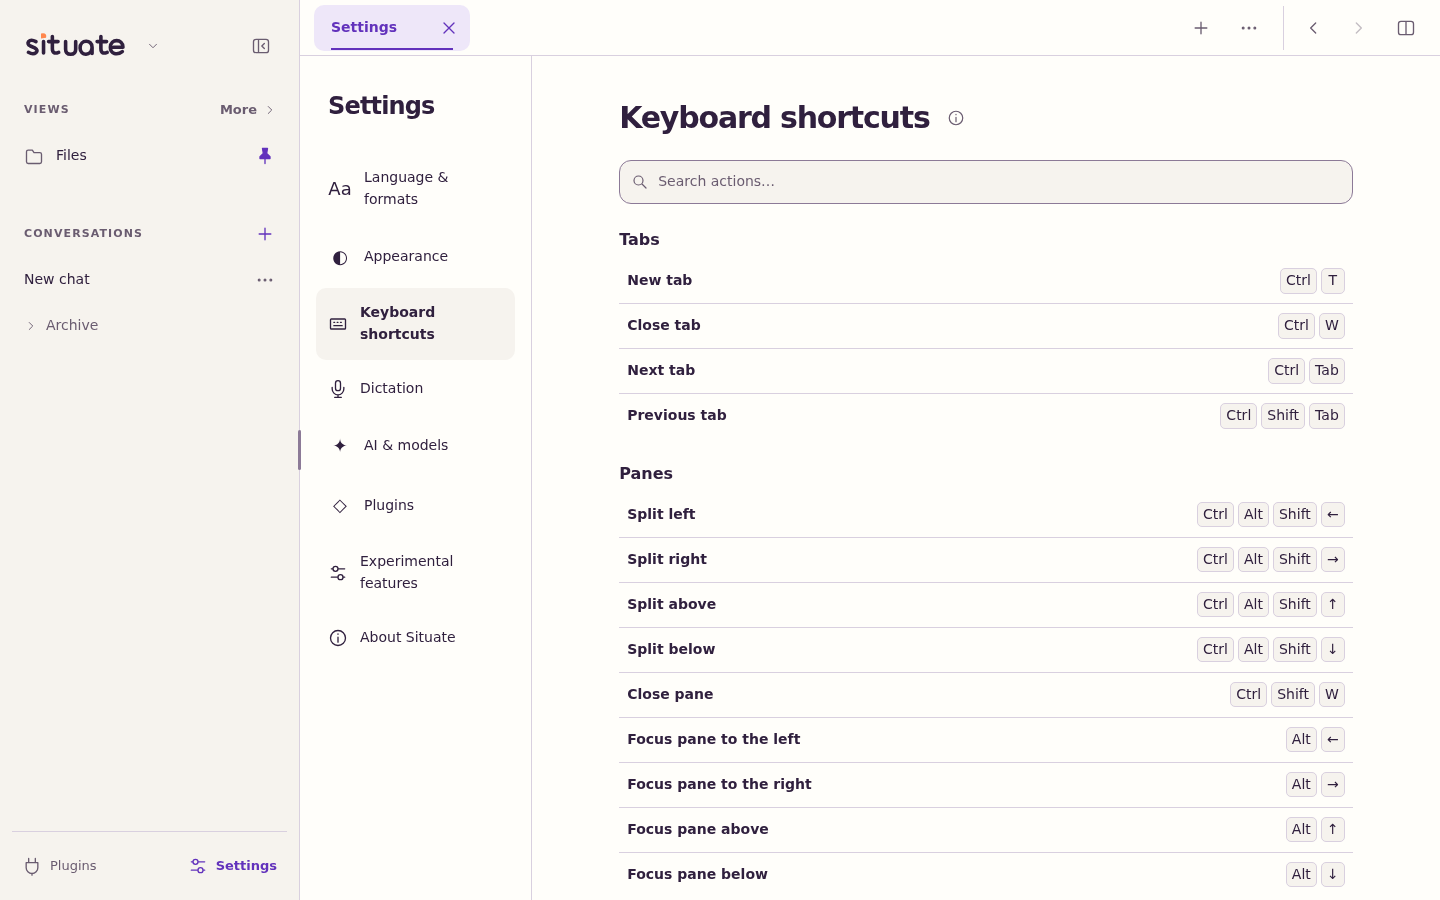 situate
VIEWS
More
Files
CONVERSATIONS
New chat
Archive
Plugins
Settings
Settings
Settings
Aa
Language &
formats
Appearance
Keyboard
shortcuts
Dictation
AI & models
Plugins
Experimental
features
About Situate
Keyboard shortcuts
Search actions...
Tabs
New tab Ctrl T
Close tab Ctrl W
Next tab Ctrl Tab
Previous tab Ctrl Shift Tab
Panes
Split left Ctrl Alt Shift ←
Split right Ctrl Alt Shift →
Split above Ctrl Alt Shift ↑
Split below Ctrl Alt Shift ↓
Close pane Ctrl Shift W
Focus pane to the left Alt ←
Focus pane to the right Alt →
Focus pane above Alt ↑
Focus pane below Alt ↓